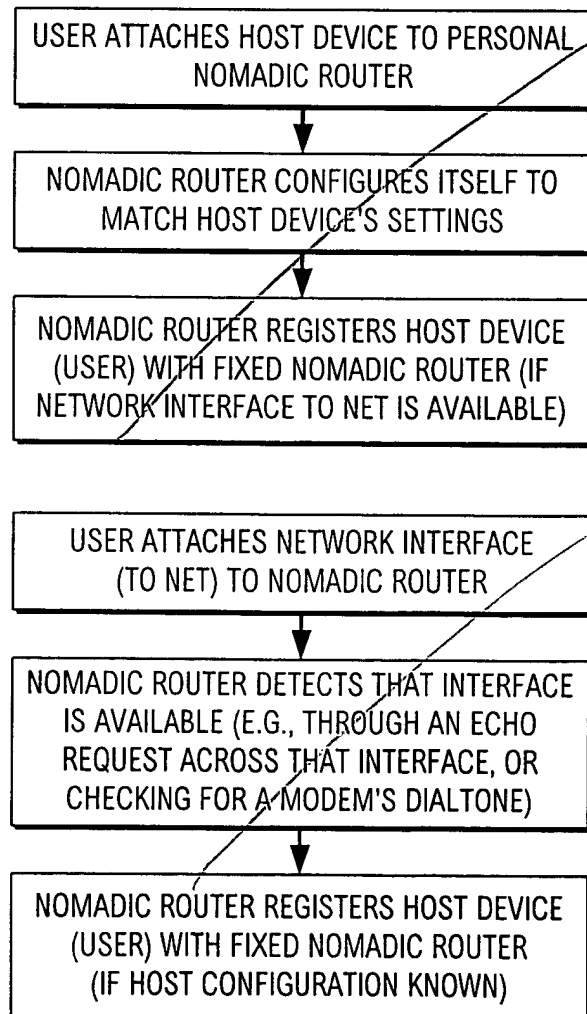 USER ATTACHES HOST DEVICE TO PERSONAL
NOMADIC ROUTER
NOMADIC ROUTER CONFIGURES ITSELF TO
MATCH HOST DEVICE'S SETTINGS
NOMADIC ROUTER REGISTERS HOST DEVICE
(USER) WITH FIXED NOMADIC ROUTER (IF
NETWORK INTERFACE TO NET IS AVAILABLE)
USER ATTACHES NETWORK INTERFACE
(TO NET) TO NOMADIC ROUTER
NOMADIC ROUTER DETECTS THAT INTERFACE
IS AVAILABLE (E.G., THROUGH AN ECHO
REQUEST ACROSS THAT INTERFACE, OR
CHECKING FOR A MODEM'S DIALTONE)
NOMADIC ROUTER REGISTERS HOST DEVICE
(USER) WITH FIXED NOMADIC ROUTER
(IF HOST CONFIGURATION KNOWN)